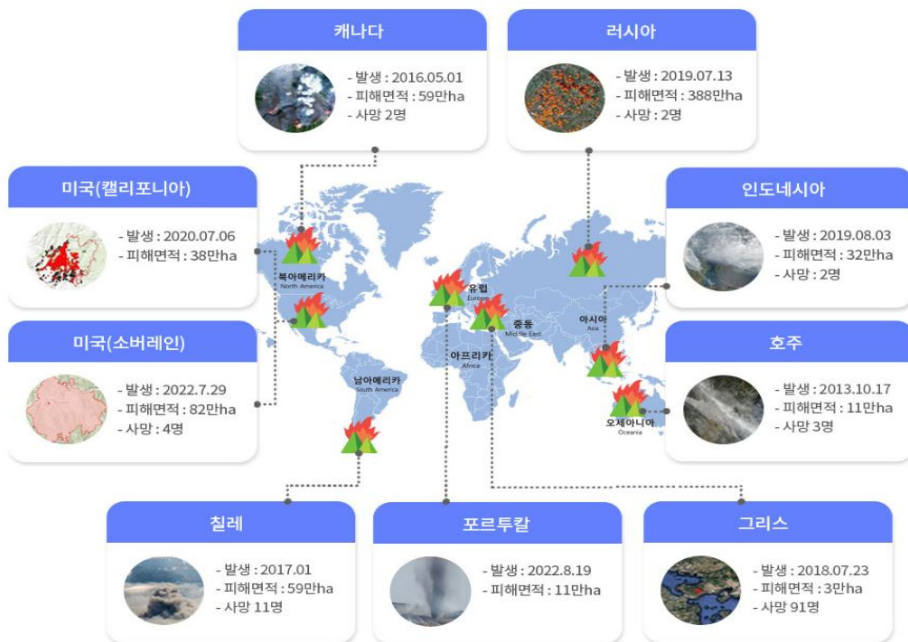 캐나다
- 발생 : 2016.05.01
- 피해면적 : 59만ha
- 사망 2명
러시아
- 발생 : 2019.07.13
- 피해면적 : 388만ha
- 사망 : 2명
미국(캘리포니아)
- 발생 : 2020.07.06
- 피해면적 : 38만ha
인도네시아
- 발생 : 2019.08.03
- 피해면적 : 32만ha
- 사망 : 2명
북아메리카
North America
유럽
Europe
중동
Middle East
아시아
Asia
아프리카
Africa
남아메리카
South America
오세아니아
Oceania
미국(소버레인)
- 발생 : 2022.7.29
- 피해면적 : 82만ha
- 사망 : 4명
호주
- 발생 : 2013.10.17
- 피해면적 : 11만ha
- 사망 3명
칠레
- 발생 : 2017.01
- 피해면적 : 59만ha
- 사망 11명
포르투칼
- 발생 : 2022.8.19
- 피해면적 : 11만ha
그리스
- 발생 : 2018.07.23
- 피해면적 : 3만ha
- 사망 91명